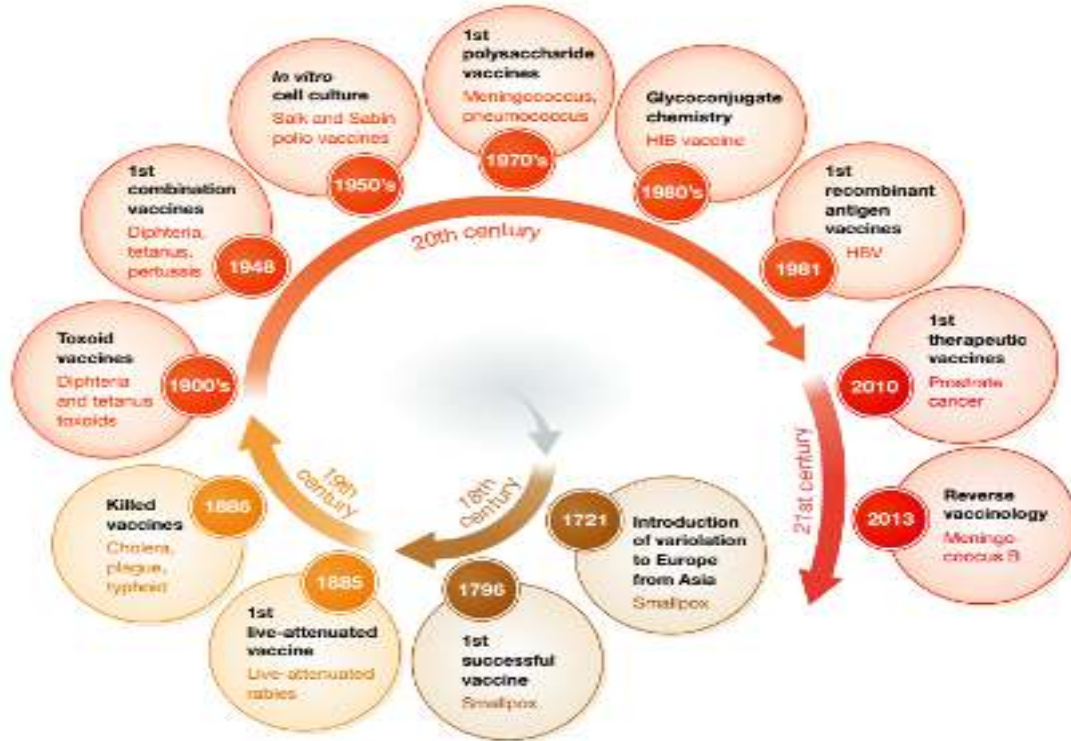 1st
polysaccharide
vaccines
Meningococcus,
pneumococcus
1970's
In vitro
cell culture
Salk and Sabin
polio vaccines
1950's
Glycoconjugate
chemistry
HIB vaccine
1980's
1st
combination
vaccines
Diphteria,
tetanus,
pertussis
1948
1st
recombinant
antigen
vaccines
HBV
1981
20th century
Toxoid
vaccines
Diphteria
and tetanus
toxoids
1900's
1st
therapeutic
vaccines
Prostrate
cancer
2010
19th
century
18th
century
21st century
Killed
vaccines
Cholera,
plague,
typhoid
1886
1721
Introduction
of variolation
to Europe
from Asia
Smallpox
2013
Reverse
vaccinology
Meningo-
coccus B
1885
1st
live-attenuated
vaccine
Live-attenuated
rabies
1796
1st
successful
vaccine
Smallpox